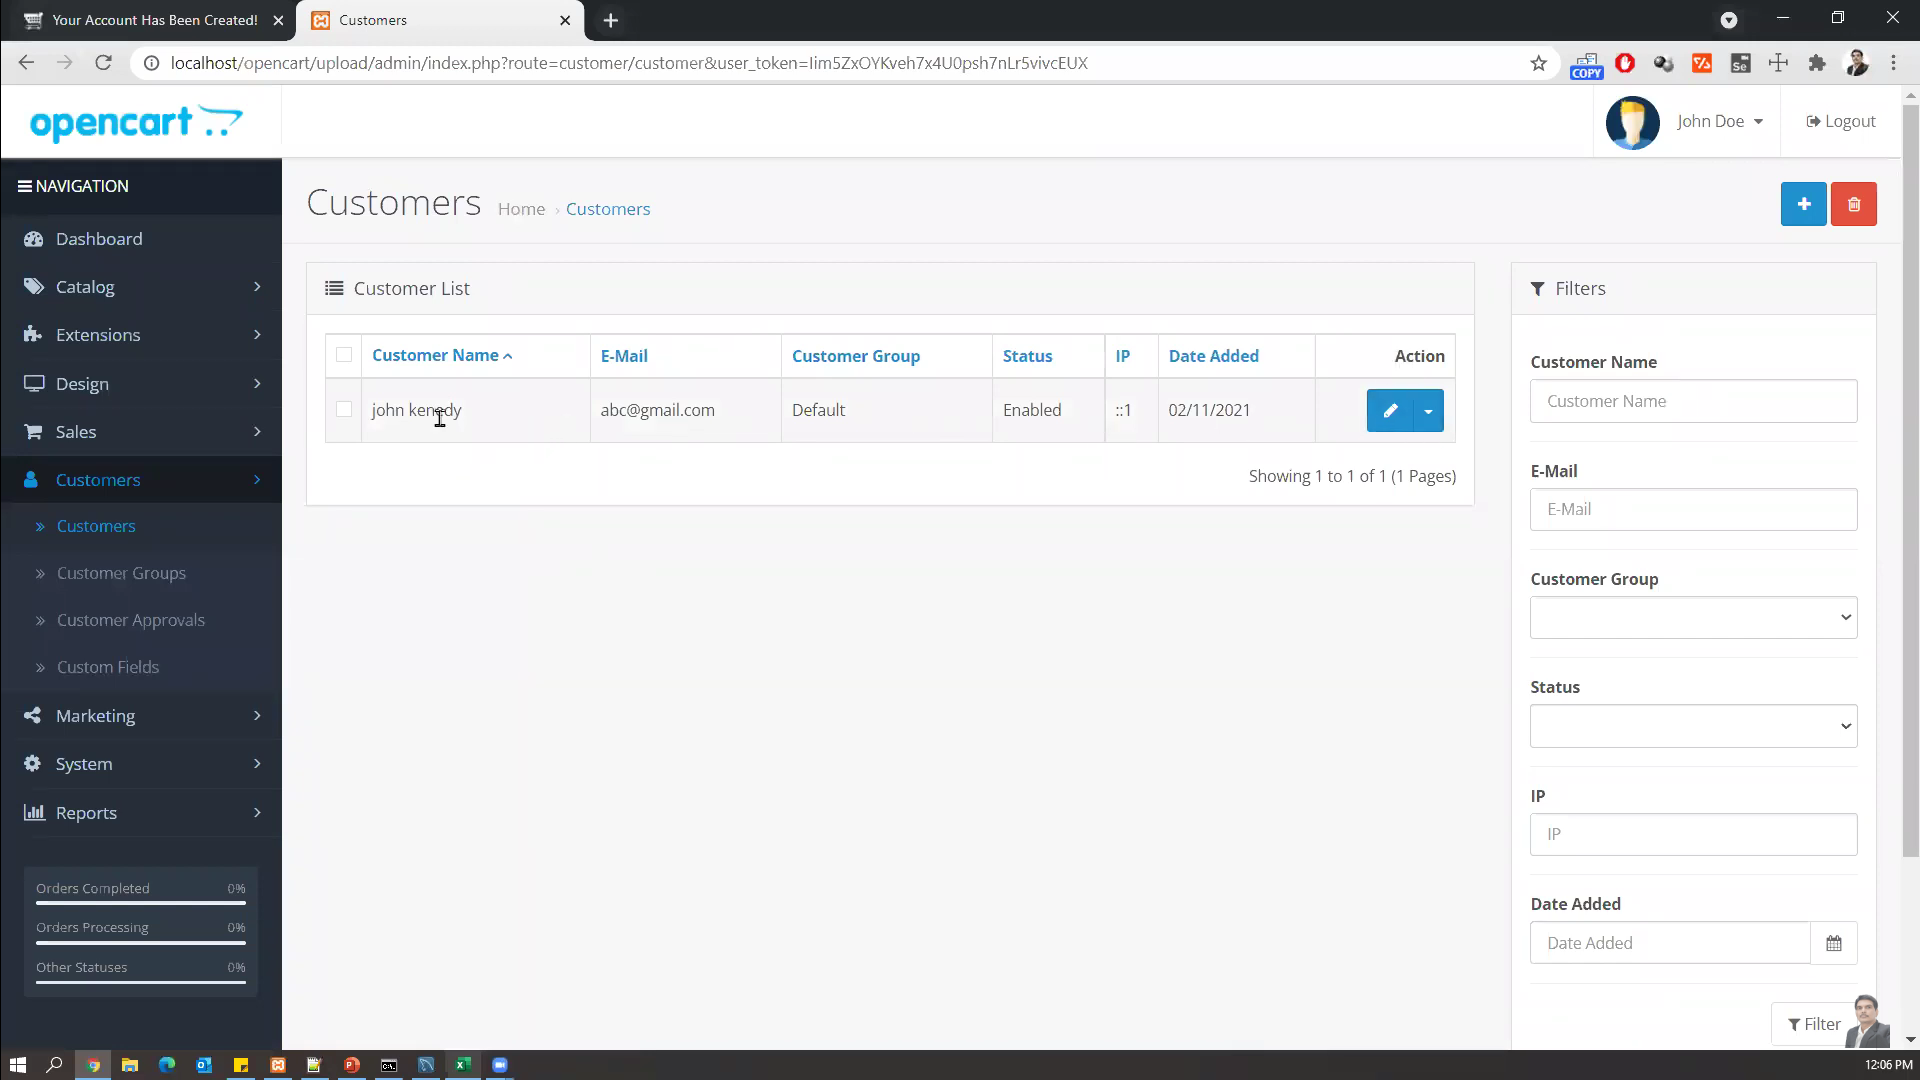 Your Account Has Been Created!
Customers
localhost/opencart/upload/admin/index.php?route=customer/customer&user_token=Iim5ZxOYKveh7x4U0psh7nLr5vivcEUX
COPY
Se
opencart
John Doe
Logout
NAVIGATION
Dashboard
Catalog
Extensions
Design
Sales
Customers
Customers
Customer Groups
Customer Approvals
Custom Fields
Marketing
System
Reports
Orders Completed 0%
Orders Processing 0%
Other Statuses 0%
Customers Home › Customers
Customer List
Customer Name E-Mail Customer Group Status IP Date Added Action
john kenedy abc@gmail.com Default Enabled ::1 02/11/2021
Showing 1 to 1 of 1 (1 Pages)
Filters
Customer Name
Customer Name
E-Mail
E-Mail
Customer Group
Status
IP
IP
Date Added
Date Added
Filter
12:06 PM